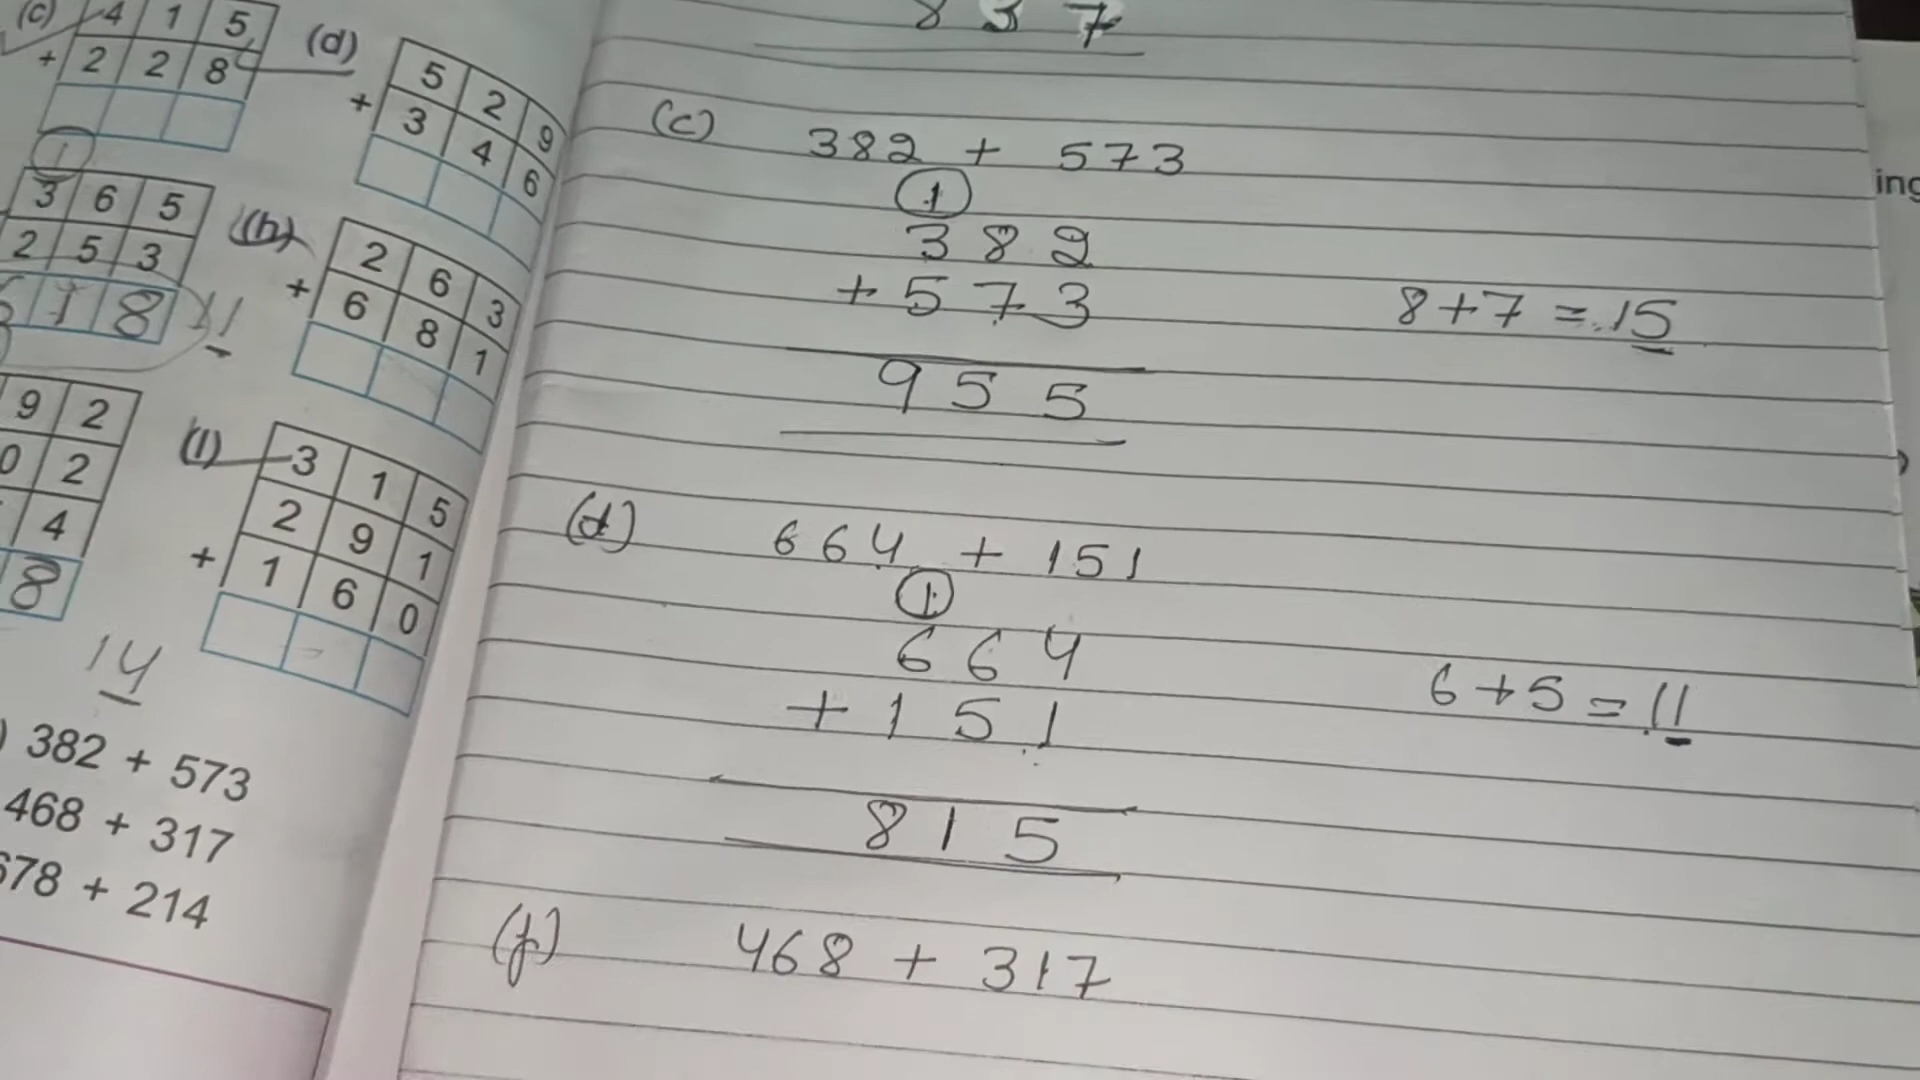 (c) 4 1 5
+ 2 2 8
(d) 5 2 9
+ 3 4 6
1
3 6 5
2 5 3
1 8
11
(h) 2 6 3
+ 6 8 1
9 2
0 2
4
8
14
(l) 3 1 5
2 9 1
+ 1 6 0
) 382 + 573
468 + 317
678 + 214
8 3 7
(c) 382 + 573
1
3 8 2
+ 5 7 3
8 + 7 = 15
9 5 5
(d) 664 + 151
1
6 6 4
+ 1 5 1
6 + 5 = 11
8 1 5
(f) 468 + 317
ing